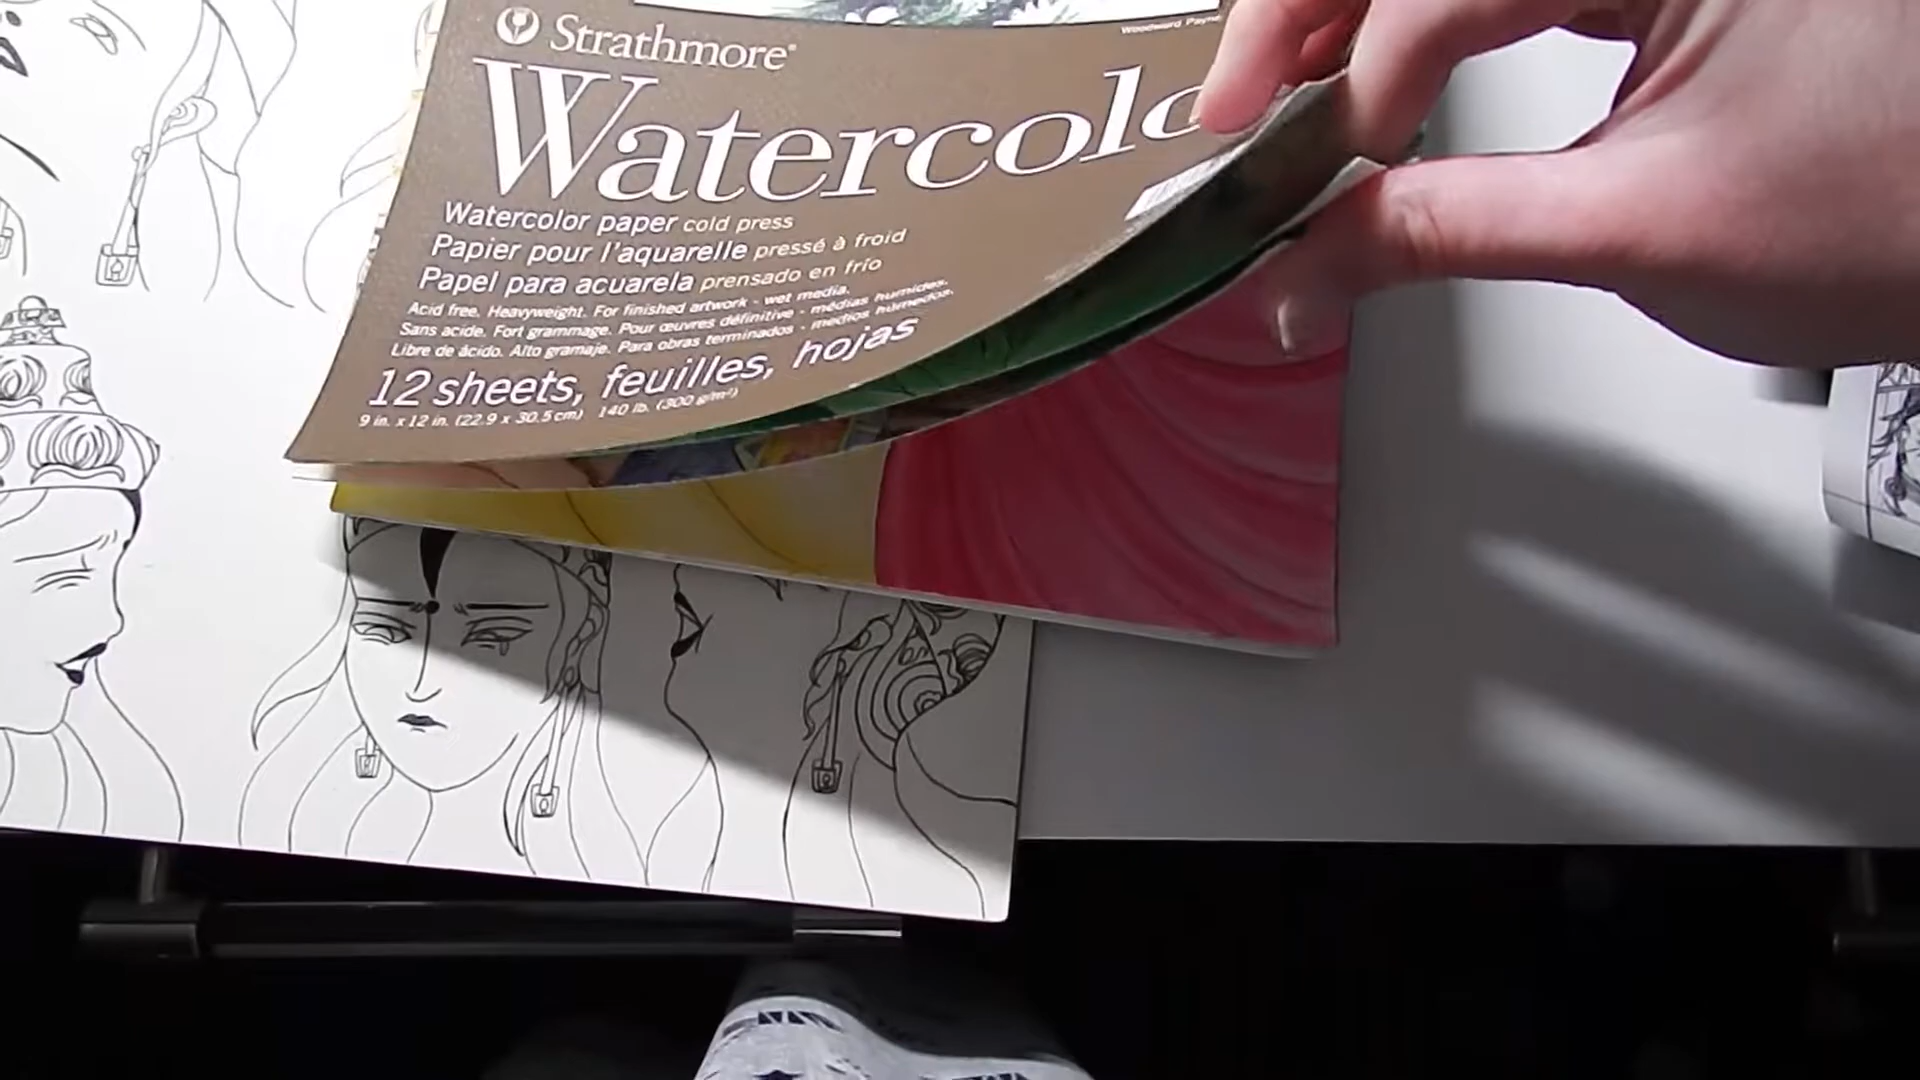 Woodward Payne
Strathmore®
Watercolo
Watercolor paper cold press
Papier pour l'aquarelle pressé à froid
Papel para acuarela prensado en frío
Acid free. Heavyweight. For finished artwork - wet media.
Sans acide. Fort grammage. Pour œuvres définitive - médias humides.
Libre de ácido. Alto gramaje. Para obras terminados - medios húmedos.
12 sheets, feuilles, hojas
9 in. x 12 in. (22.9 x 30.5 cm) 140 lb. (300 g/m²)